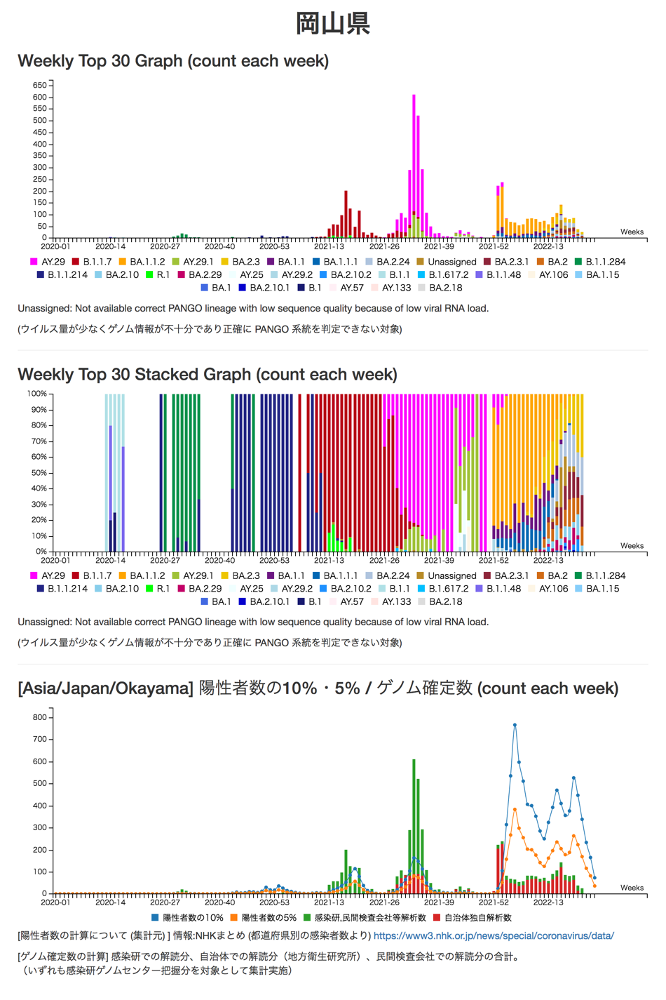 岡山県
Weekly Top 30 Graph (count each week)
650
600
550
500
450
400
350
300
250
200
150
100
50
0
Weeks
2020-01 2020-14 2020-27 2020-40 2020-53 2021-13 2021-26 2021-39 2021-52 2022-13
AY.29 B.1.1.7 BA.1.1.2 AY.29.1 BA.2.3 BA.1.1 BA.1.1.1 BA.2.24 Unassigned BA.2.3.1 BA.2 B.1.1.284
B.1.1.214 BA.2.10 R.1 BA.2.29 AY.25 AY.29.2 BA.2.10.2 B.1.1 B.1.617.2 B.1.1.48 AY.106 BA.1.15
BA.1 BA.2.10.1 B.1 AY.57 AY.133 BA.2.18
Unassigned: Not available correct PANGO lineage with low sequence quality because of low viral RNA load.
(ウイルス量が少なくゲノム情報が不十分であり正確に PANGO 系統を判定できない対象)
Weekly Top 30 Stacked Graph (count each week)
100%
90%
80%
70%
60%
50%
40%
30%
20%
10%
0%
Weeks
2020-01 2020-14 2020-27 2020-40 2020-53 2021-13 2021-26 2021-39 2021-52 2022-13
AY.29 B.1.1.7 BA.1.1.2 AY.29.1 BA.2.3 BA.1.1 BA.1.1.1 BA.2.24 Unassigned BA.2.3.1 BA.2 B.1.1.284
B.1.1.214 BA.2.10 R.1 BA.2.29 AY.25 AY.29.2 BA.2.10.2 B.1.1 B.1.617.2 B.1.1.48 AY.106 BA.1.15
BA.1 BA.2.10.1 B.1 AY.57 AY.133 BA.2.18
Unassigned: Not available correct PANGO lineage with low sequence quality because of low viral RNA load.
(ウイルス量が少なくゲノム情報が不十分であり正確に PANGO 系統を判定できない対象)
[Asia/Japan/Okayama] 陽性者数の10%・5% / ゲノム確定数 (count each week)
800
700
600
500
400
300
200
100
0
Weeks
2020-01 2020-14 2020-27 2020-40 2020-53 2021-13 2021-26 2021-39 2021-52 2022-13
陽性者数の10% 陽性者数の5% 感染研,民間検査会社等解析数 自治体独自解析数
[陽性者数の計算について (集計元) ] 情報:NHKまとめ (都道府県別の感染者数より) https://www3.nhk.or.jp/news/special/coronavirus/data/
[ゲノム確定数の計算] 感染研での解読分、自治体での解読分（地方衛生研究所）、民間検査会社での解読分の合計。
（いずれも感染研ゲノムセンター把握分を対象として集計実施）